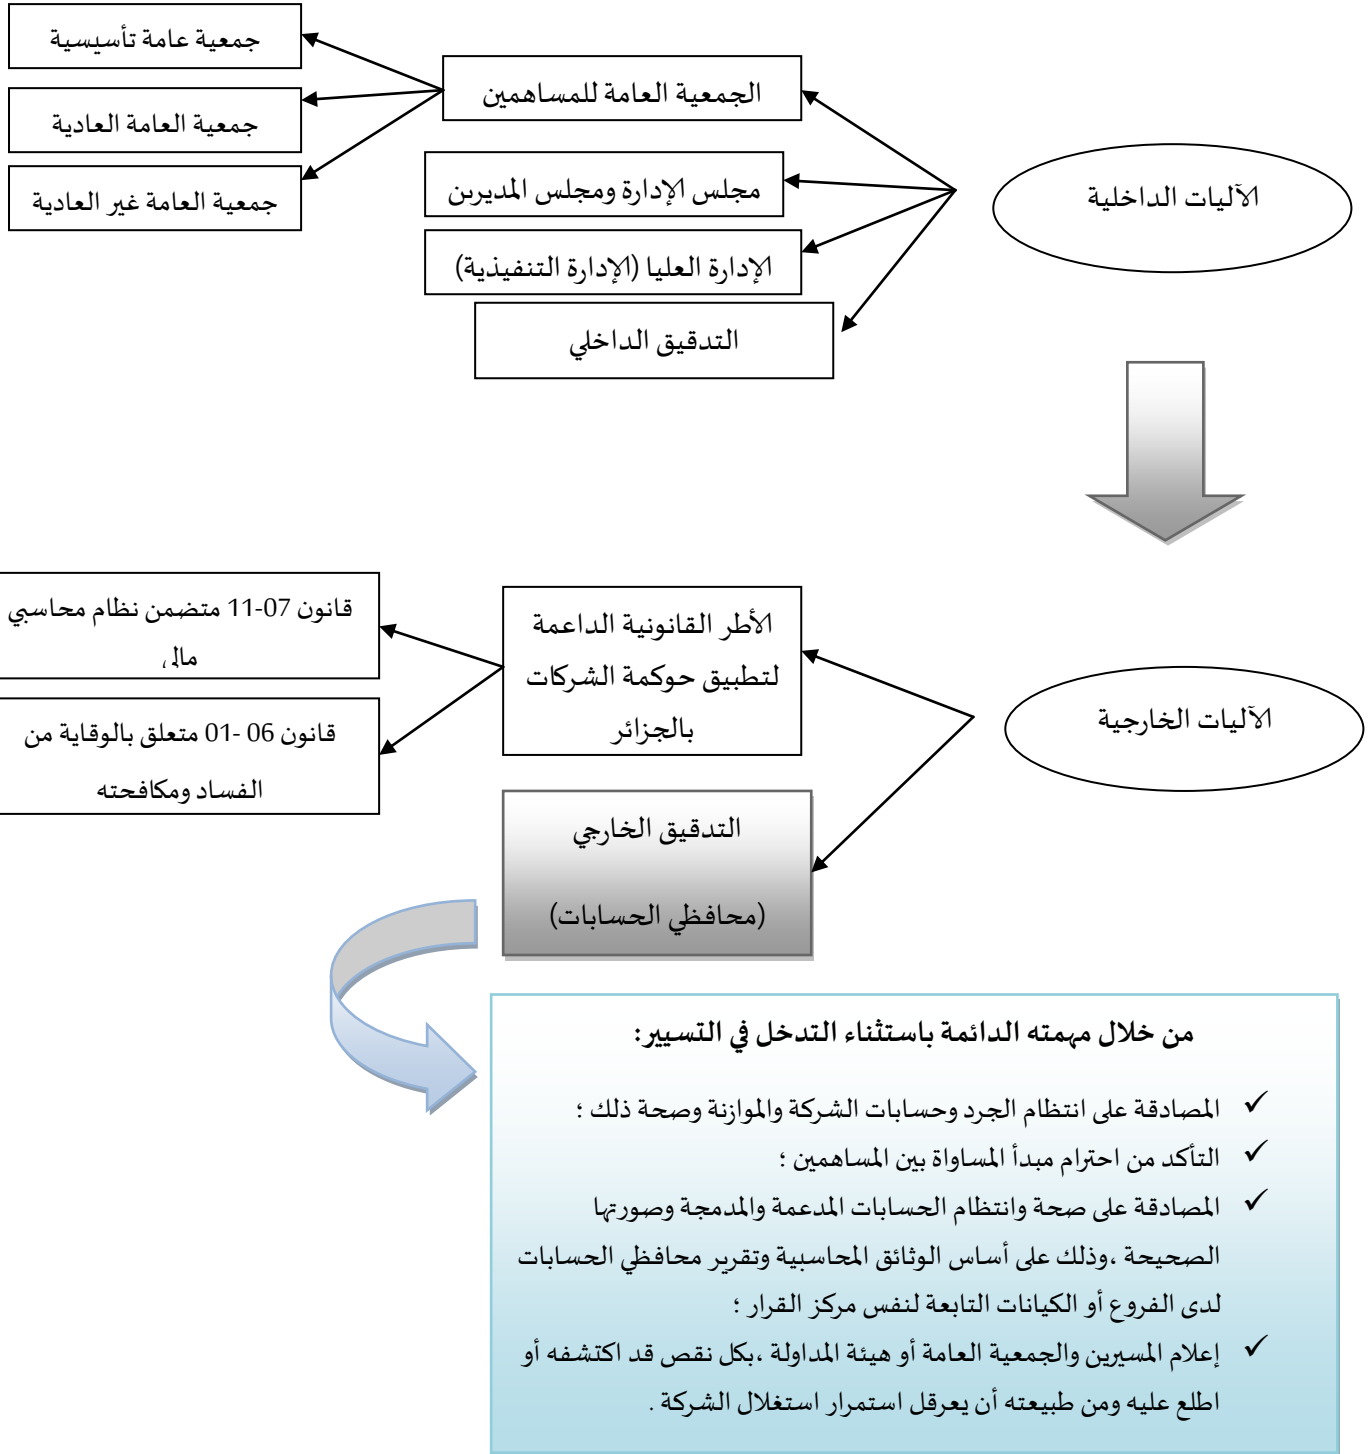 الآليات الداخلية
الجمعية العامة للمساهمين
جمعية عامة تأسيسية
جمعية العامة العادية
جمعية العامة غير العادية
مجلس الإدارة ومجلس المديرين
الإدارة العليا (الإدارة التنفيذية)
التدقيق الداخلي
الآليات الخارجية
الأطر القانونية الداعمة
لتطبيق حوكمة الشركات
بالجزائر
قانون 07-11 متضمن نظام محاسبي
مالي
قانون 06 -01 متعلق بالوقاية من
الفساد ومكافحته
التدقيق الخارجي
(محافظي الحسابات)
من خلال مهمته الدائمة باستثناء التدخل في التسيير:
✓ المصادقة على انتظام الجرد وحسابات الشركة والموازنة وصحة ذلك ؛
✓ التأكد من احترام مبدأ المساواة بين المساهمين ؛
✓ المصادقة على صحة وانتظام الحسابات المدعمة والمدمجة وصورتها
الصحيحة ،وذلك على أساس الوثائق المحاسبية وتقرير محافظي الحسابات
لدى الفروع أو الكيانات التابعة لنفس مركز القرار ؛
✓ إعلام المسيرين والجمعية العامة أو هيئة المداولة ،بكل نقص قد اكتشفه أو
اطلع عليه ومن طبيعته أن يعرقل استمرار استغلال الشركة .